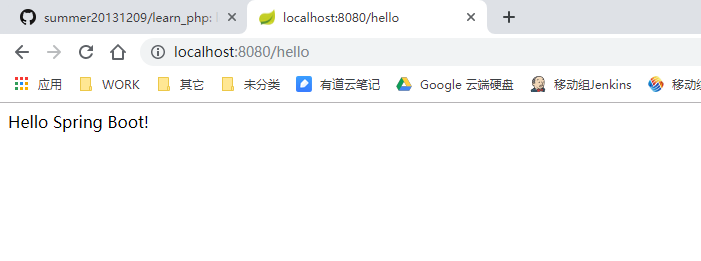 summer20131209/learn_php: localhost:8080/hello
localhost:8080/hello
应用 WORK 其它 未分类 有道云笔记 Google 云端硬盘 移动组Jenkins 移动组
Hello Spring Boot!